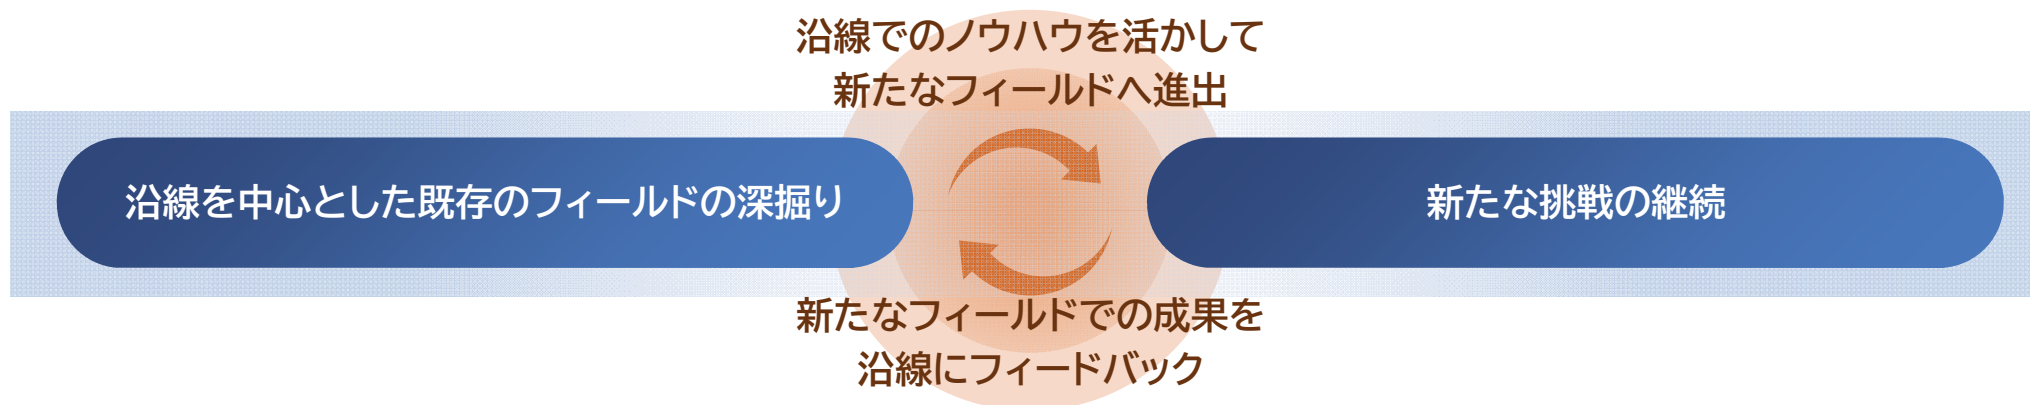 沿線でのノウハウを活かして
新たなフィールドへ進出
沿線を中心とした既存のフィールドの深掘り
新たな挑戦の継続
新たなフィールドでの成果を
沿線にフィードバック